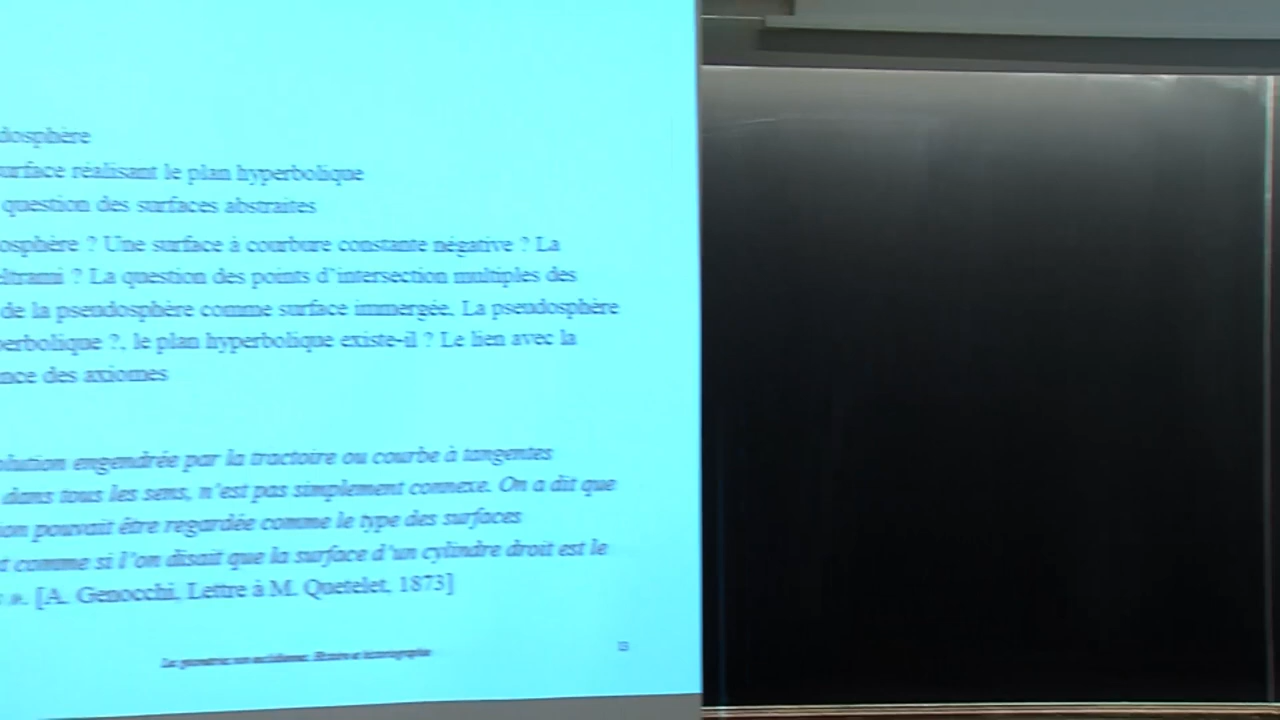 dosphère
urface réalisant le plan hyperbolique
question des surfaces abstraites
osphère ? Une surface à courbure constante négative ? La
eltrami ? La question des points d'intersection multiples des
de la pseudosphère comme surface immergée. La pseudosphère
perbolique ?, le plan hyperbolique existe-il ? Le lien avec la
nce des axiomes
olution engendrée par la tractoire ou courbe à tangentes
dans tous les sens, n'est pas simplement connexe. On a dit que
ion pouvait être regardée comme le type des surfaces
t comme si l'on disait que la surface d'un cylindre droit est le
s ». [A. Genocchi, Lettre à M. Quetelet, 1873]
13